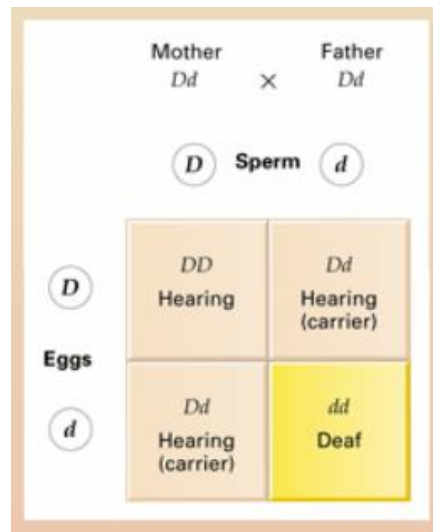 Mother Father
Dd × Dd
D Sperm d
D
DD
Hearing
Dd
Hearing
(carrier)
Eggs
d
Dd
Hearing
(carrier)
dd
Deaf